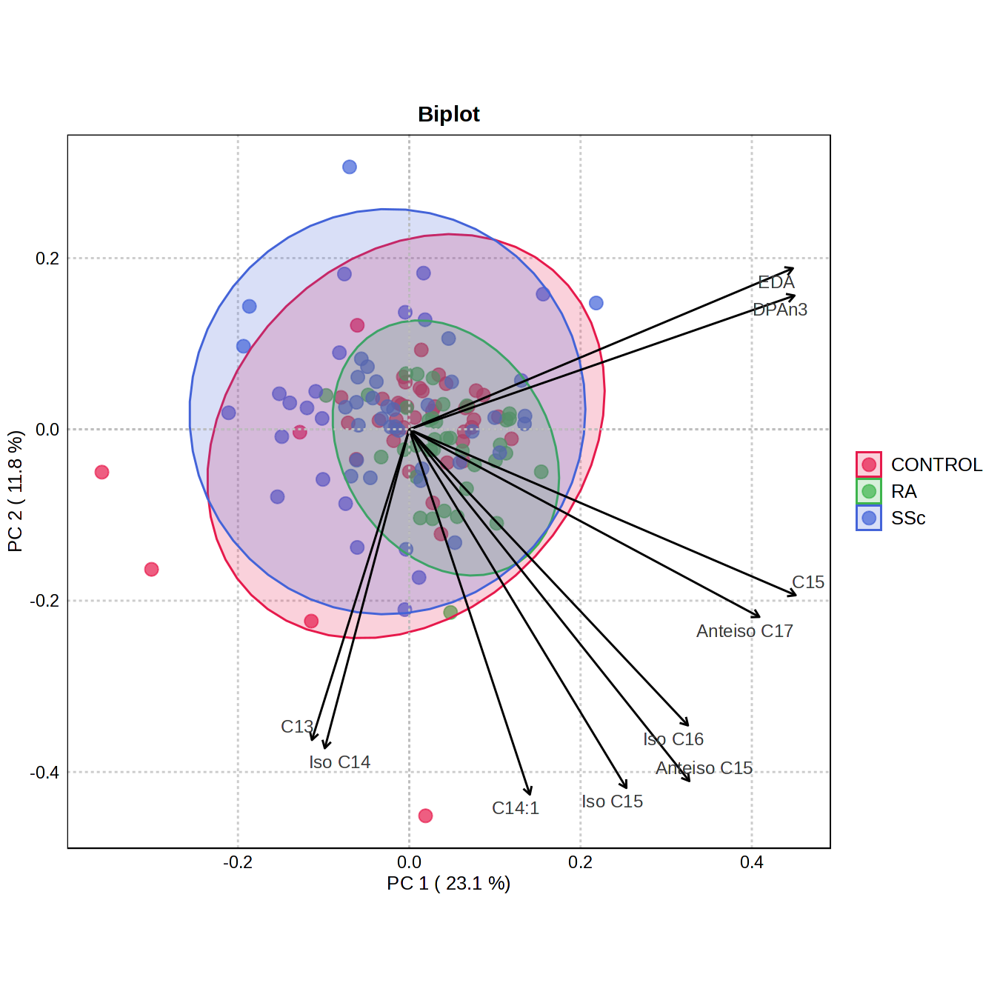 Biplot
0.2
0.0
-0.2
-0.4
PC 2 ( 11.8 %)
EDA
DPAn3
C15
Anteiso C17
C13
Iso C14
Iso C16
Anteiso C15
Iso C15
C14:1
-0.2
0.0
0.2
0.4
PC 1 ( 23.1 %)
CONTROL
RA
SSc